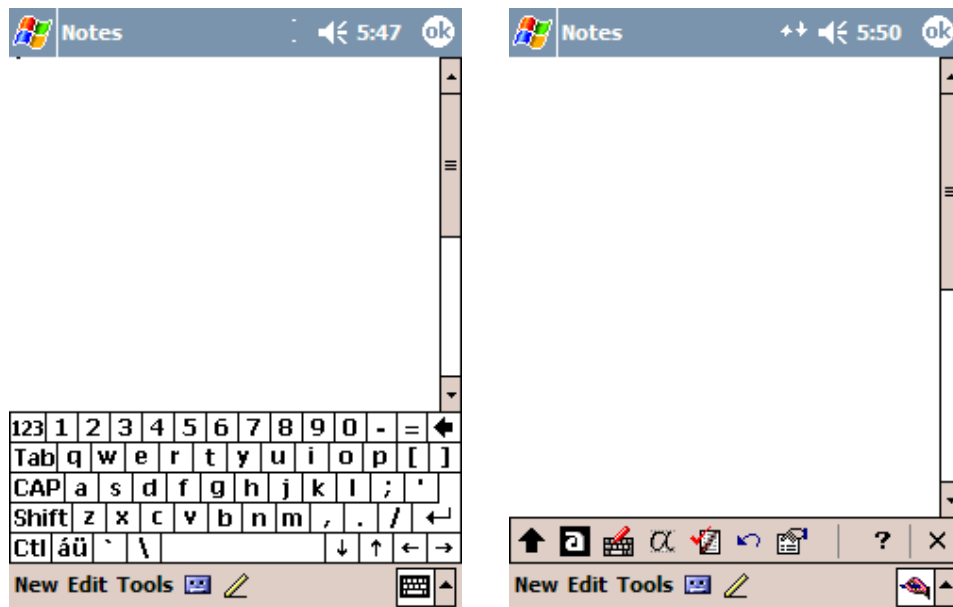 Notes 5:47 ok
123 1 2 3 4 5 6 7 8 9 0 - = 
Tab q w e r t y u i o p [ ]
CAP a s d f g h j k l ; '
Shift z x c v b n m , . / ↵
Ctl áü ` \ ↓ ↑ ← →
New Edit Tools
Notes 5:50 ok
a α ? ×
New Edit Tools